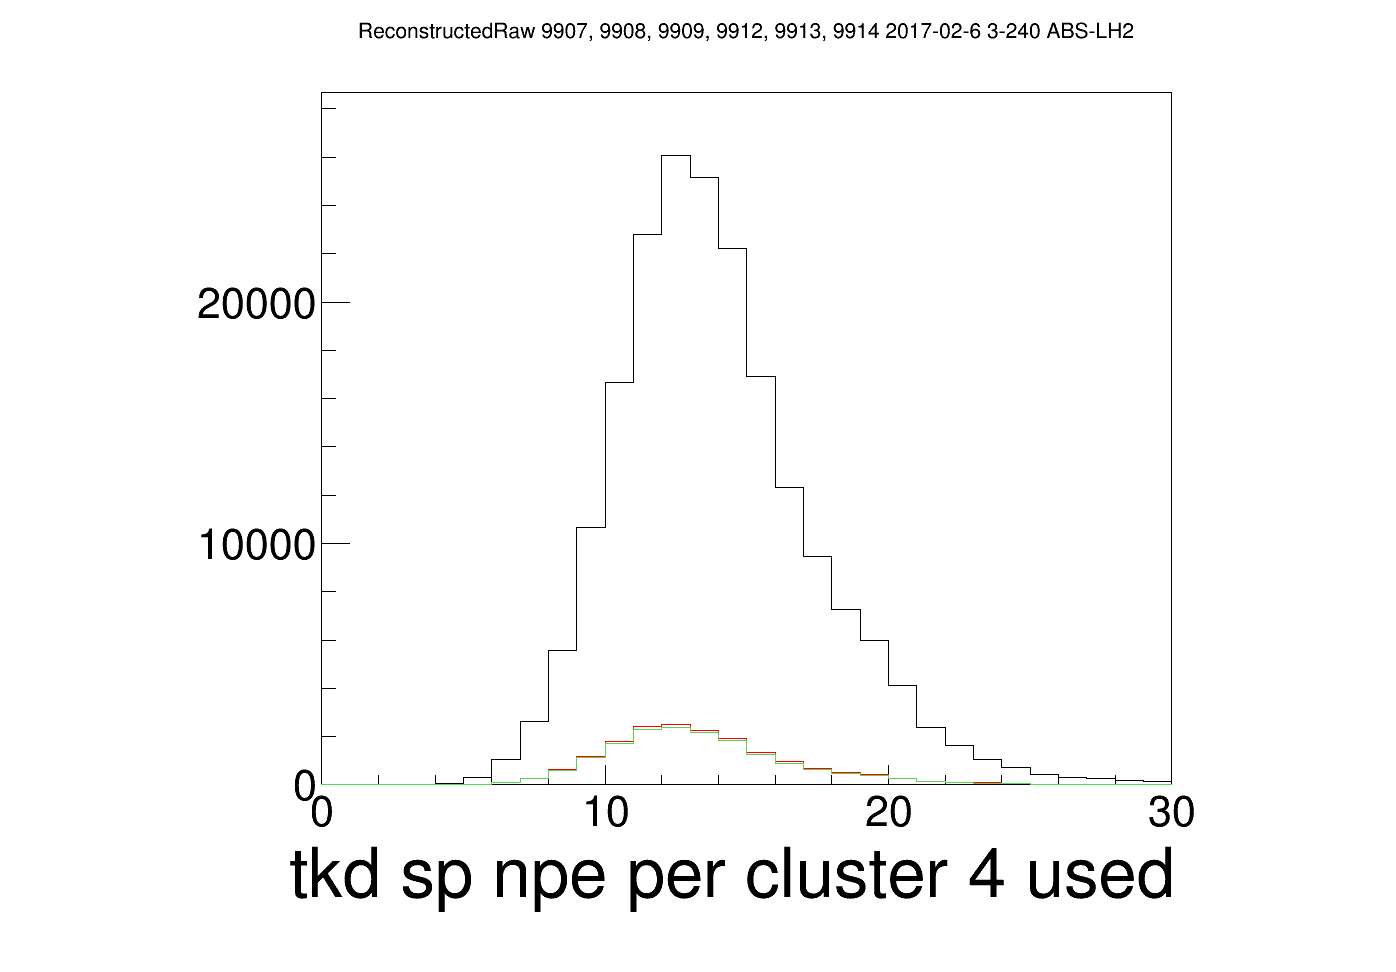 ReconstructedRaw 9907, 9908, 9909, 9912, 9913, 9914 2017-02-6 3-240 ABS-LH2
20000
10000
0
0 10 20 30
tkd sp npe per cluster 4 used